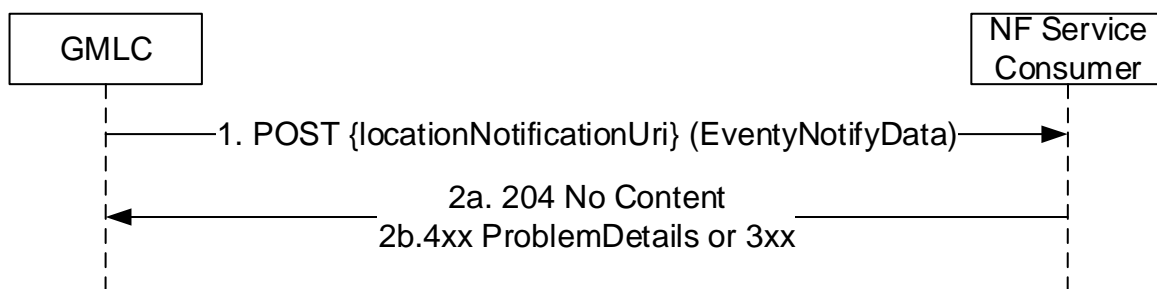 GMLC
NF Service
Consumer
1. POST {locationNotificationUri} (EventyNotifyData)
2a. 204 No Content
2b.4xx ProblemDetails or 3xx